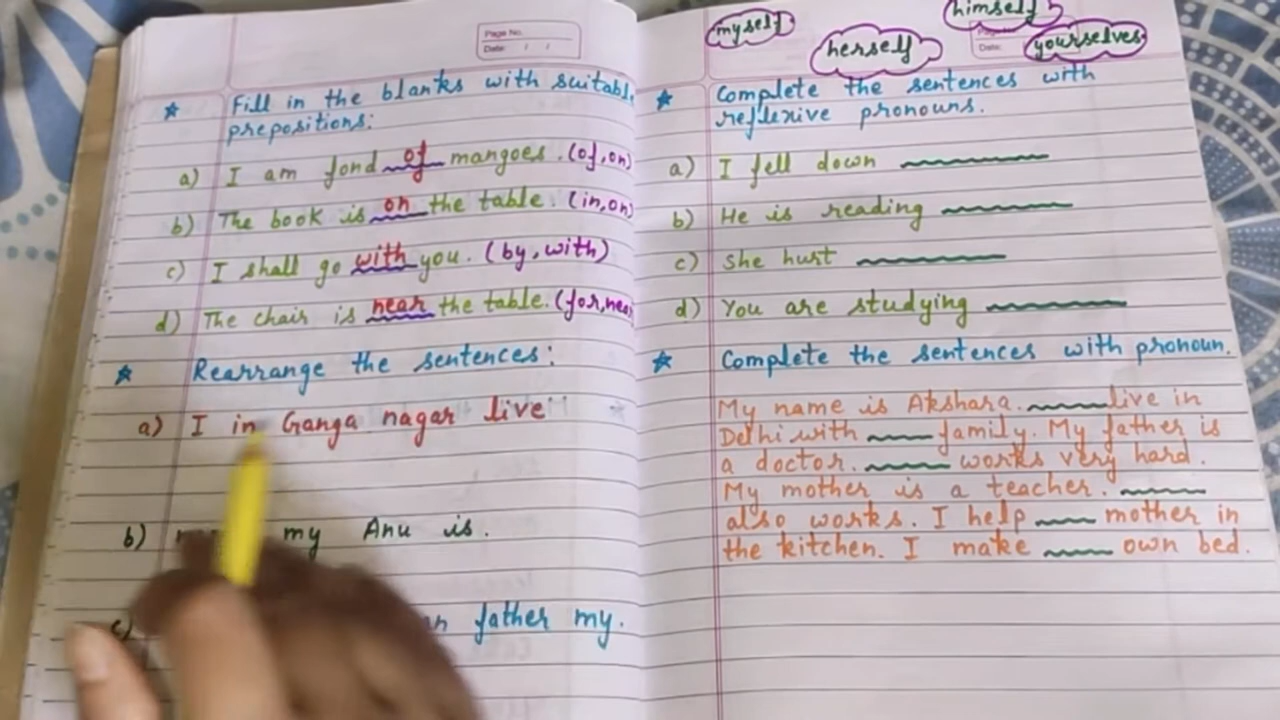 Page No.
Date: / /
Fill in the blanks with suitabl
prepositions:
a) I am fond of mangoes. (of, on)
b) The book is on the table. (in, on)
c) I shall go with you. (by, with)
d) The chair is near the table. (for, nea
Rearrange the sentences:
a) I in Ganga nagar live
b) my Anu is.
c) father my.
myself
herself
himself
yourselves
Date:
Complete the sentences with
reflexive pronouns.
a) I fell down
b) He is reading
c) She hurt
d) You are studying
Complete the sentences with pronoun.
My name is Akshara. live in
Delhi with family. My father is
a doctor. works very hard.
My mother is a teacher.
also works. I help mother in
the kitchen. I make own bed.